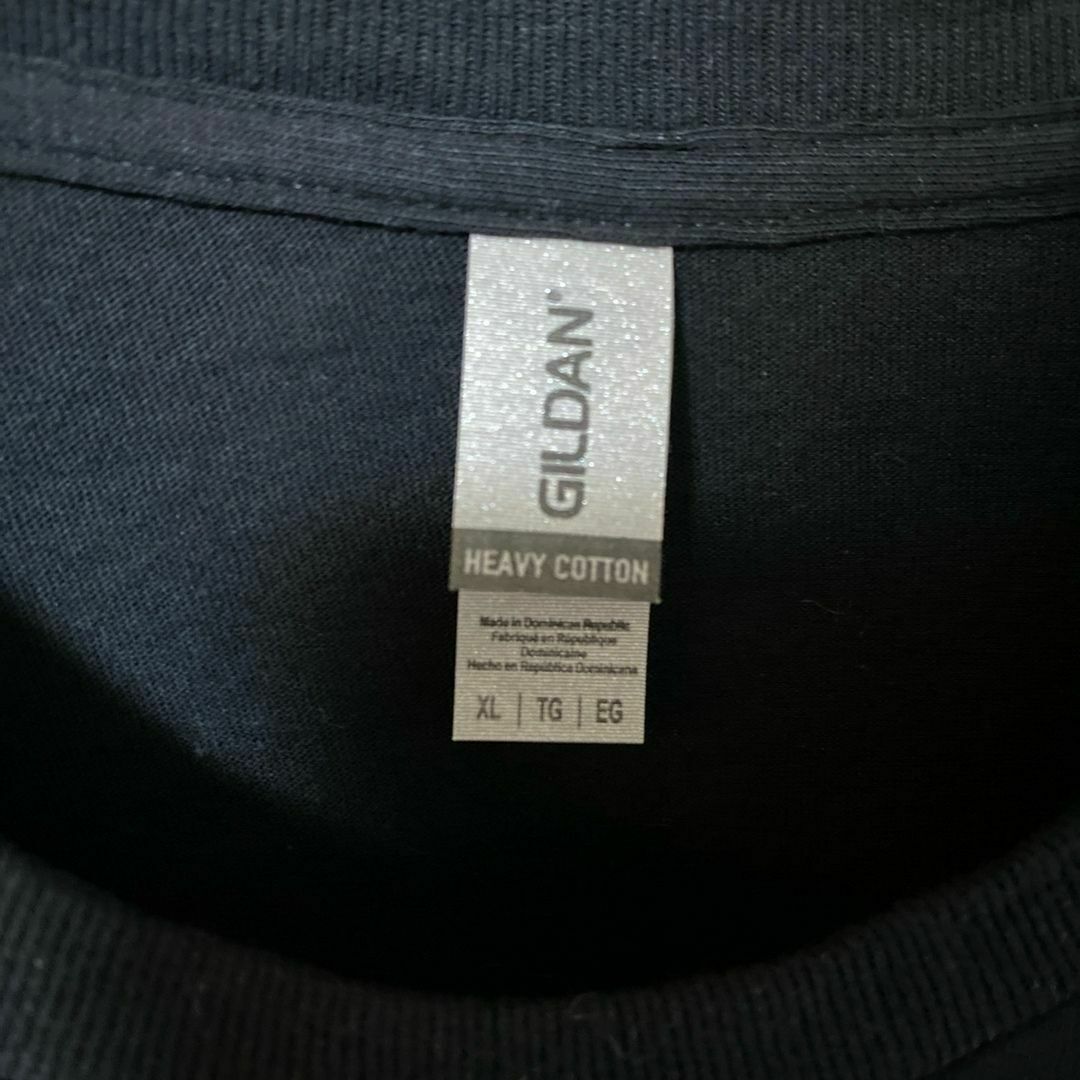 GILDAN®
HEAVY COTTON
Made in Dominican Republic
Fabriqué en République
Dominicaine
Hecho en República Dominicana
XL | TG | EG